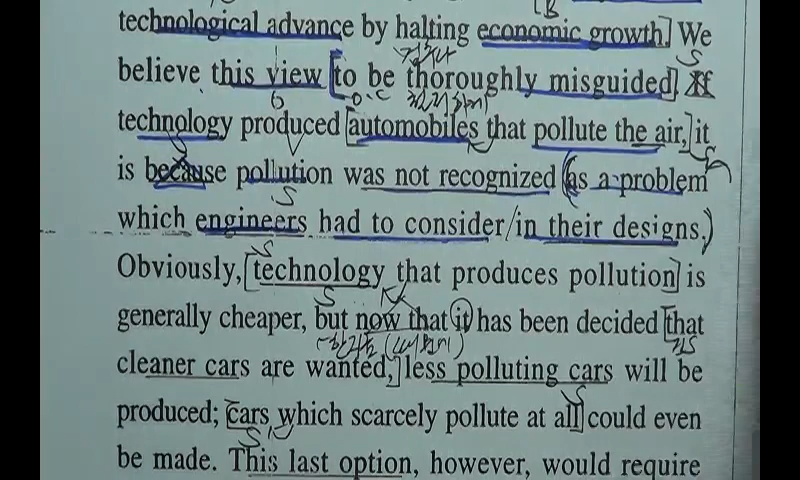 technological advance by halting economic growth. We
believe this view to be thoroughly misguided. If
technology produced automobiles that pollute the air, it
is because pollution was not recognized as a problem
which engineers had to consider in their designs.
Obviously, technology that produces pollution is
generally cheaper, but now that it has been decided that
cleaner cars are wanted, less polluting cars will be
produced; cars which scarcely pollute at all could even
be made. This last option, however, would require